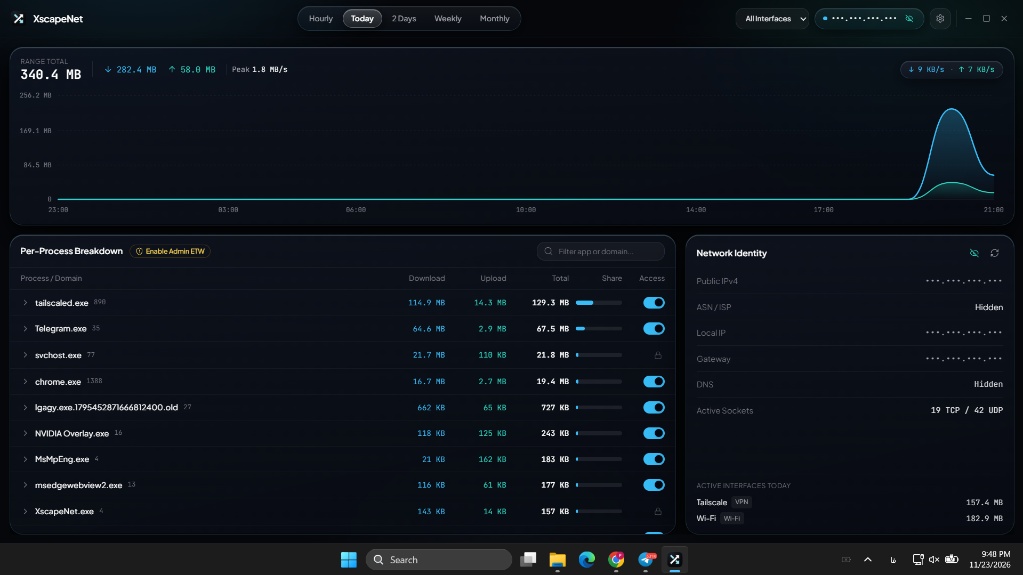 XscapeNet
Hourly Today 2 Days Weekly Monthly
All Interfaces
•••.•••.•••.•••
RANGE TOTAL
340.4 MB
↓ 282.4 MB ↑ 58.0 MB Peak 1.8 MB/s
↓ 9 KB/s · ↑ 7 KB/s
256.2 MB
169.1 MB
84.5 MB
0
23:00 03:00 06:00 10:00 14:00 17:00 21:00
Per-Process Breakdown Enable Admin ETW
Filter app or domain...
Process / Domain Download Upload Total Share Access
tailscaled.exe 890 114.9 MB 14.3 MB 129.3 MB
Telegram.exe 35 64.6 MB 2.9 MB 67.5 MB
svchost.exe 77 21.7 MB 110 KB 21.8 MB
chrome.exe 1388 16.7 MB 2.7 MB 19.4 MB
lgagy.exe.1795452871666812400.old 27 662 KB 65 KB 727 KB
NVIDIA Overlay.exe 16 118 KB 125 KB 243 KB
MsMpEng.exe 4 21 KB 162 KB 183 KB
msedgewebview2.exe 13 116 KB 61 KB 177 KB
XscapeNet.exe 4 143 KB 14 KB 157 KB
Network Identity
Public IPv4 •••.•••.•••.•••
ASN / ISP Hidden
Local IP •••.•••.•••.•••
Gateway •••.•••.•••.•••
DNS Hidden
Active Sockets 19 TCP / 42 UDP
ACTIVE INTERFACES TODAY
Tailscale VPN 157.4 MB
Wi-Fi Wi-Fi 182.9 MB
Search
9:48 PM
11/23/2026